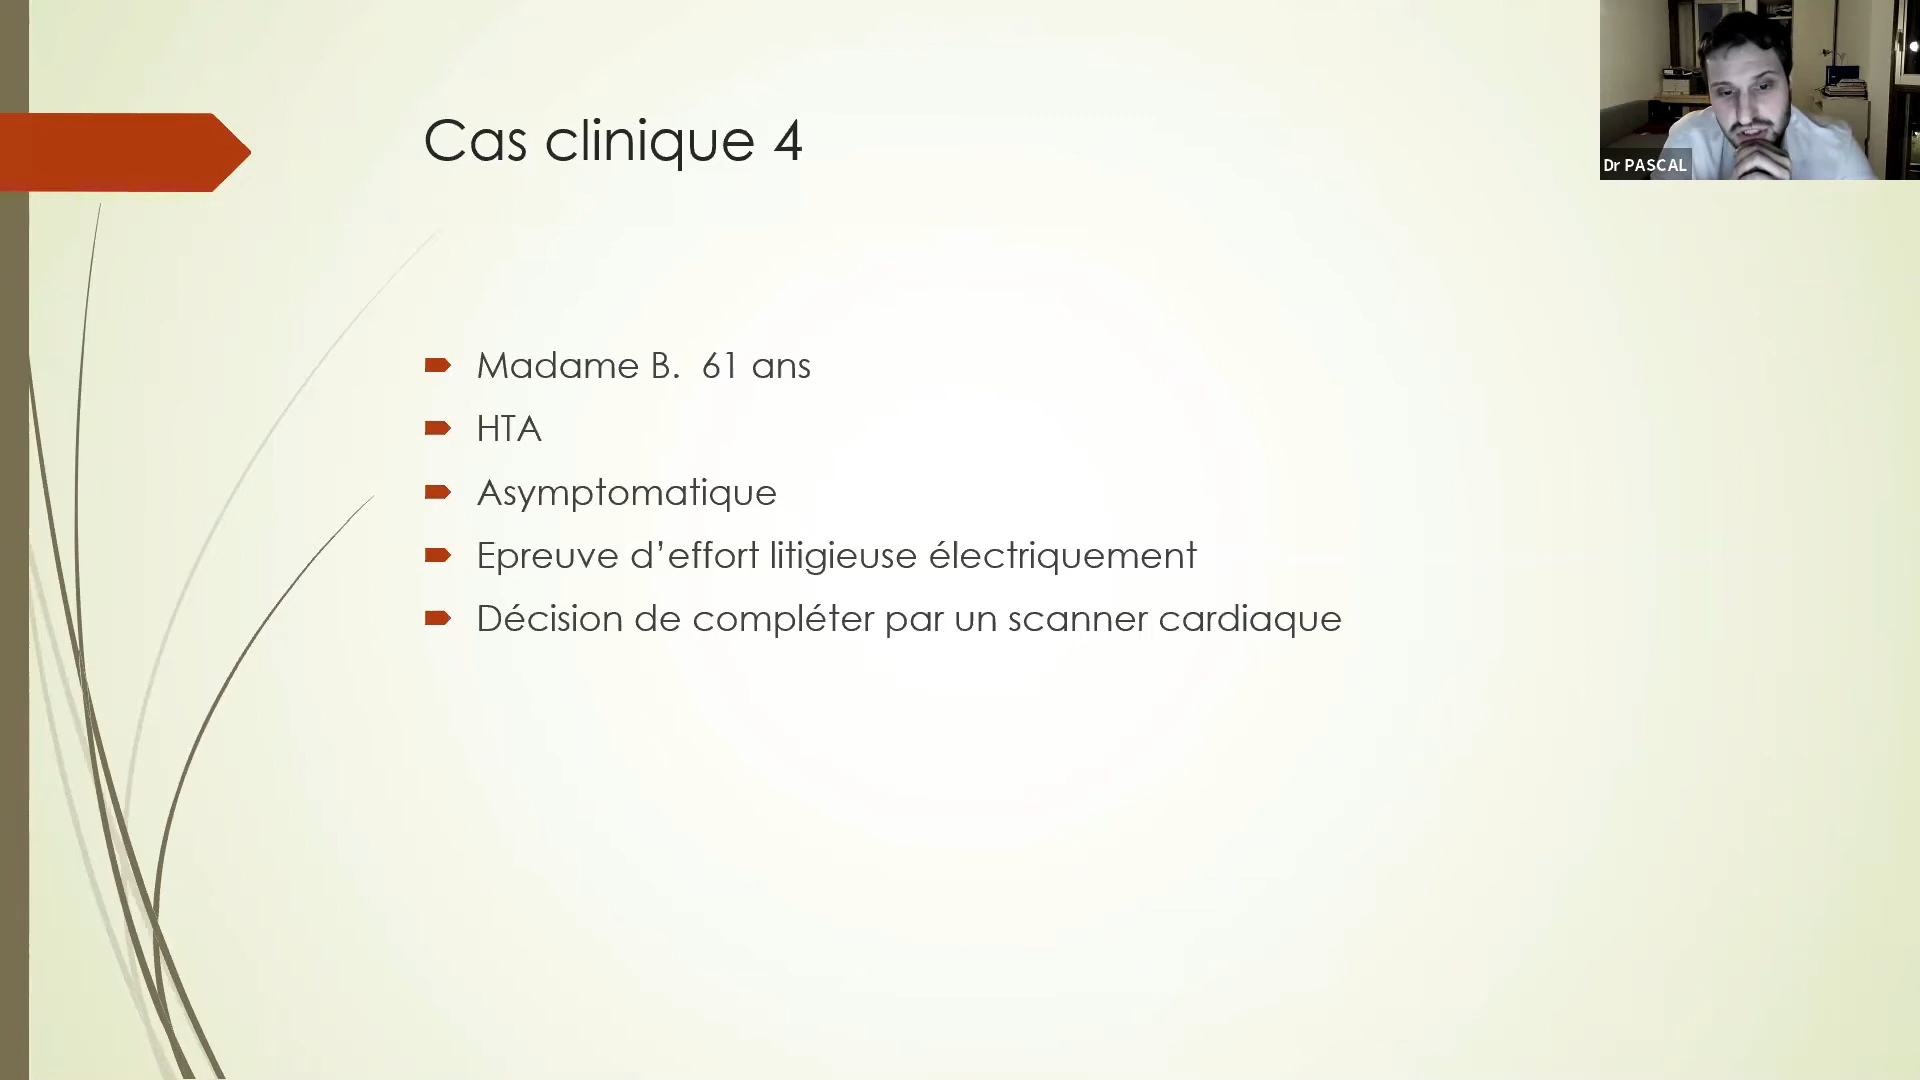 Cas clinique 4
Madame B. 61 ans
HTA
Asymptomatique
Epreuve d’effort litigieuse électriquement
Décision de compléter par un scanner cardiaque
Dr PASCAL